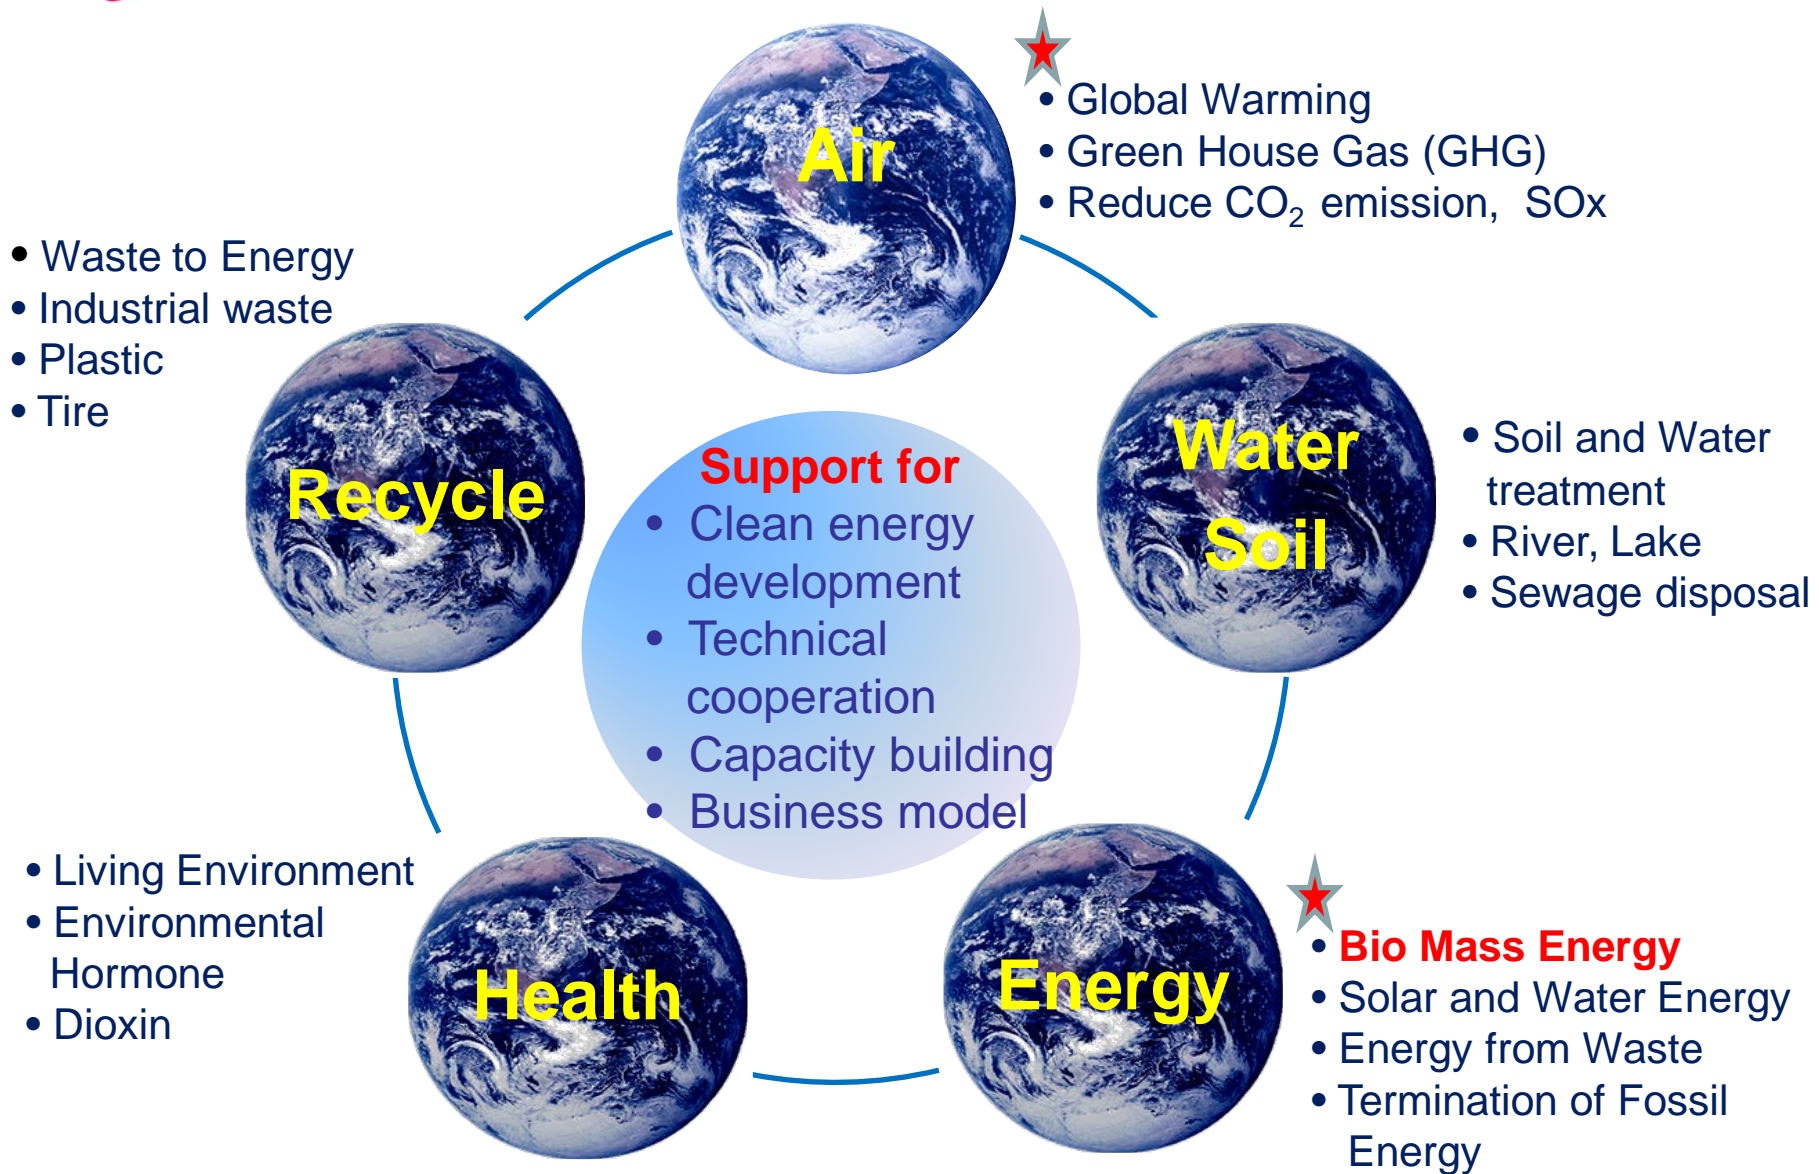 Air
• Global Warming
• Green House Gas (GHG)
• Reduce CO₂ emission, SOx
• Waste to Energy
• Industrial waste
• Plastic
• Tire
Recycle
Water
Soil
• Soil and Water
treatment
• River, Lake
• Sewage disposal
Support for
• Clean energy
development
• Technical
cooperation
• Capacity building
• Business model
• Living Environment
• Environmental
Hormone
• Dioxin
Health
Energy
• Bio Mass Energy
• Solar and Water Energy
• Energy from Waste
• Termination of Fossil
Energy